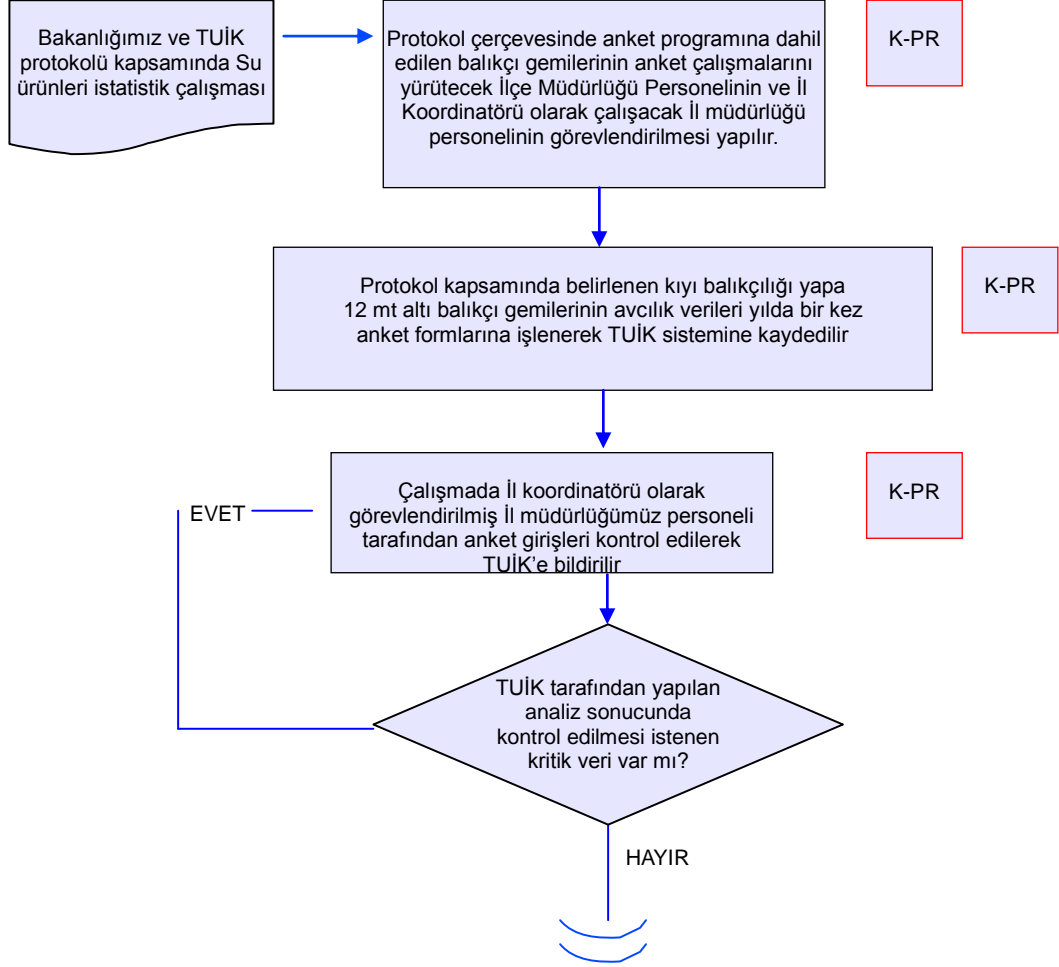 Bakanlığımız ve TUİK
protokolü kapsamında Su
ürünleri istatistik çalışması
Protokol çerçevesinde anket programına dahil
edilen balıkçı gemilerinin anket çalışmalarını
yürütecek İlçe Müdürlüğü Personelinin ve İl
Koordinatörü olarak çalışacak İl müdürlüğü
personelinin görevlendirilmesi yapılır.
K-PR
Protokol kapsamında belirlenen kıyı balıkçılığı yapa
12 mt altı balıkçı gemilerinin avcılık verileri yılda bir kez
anket formlarına işlenerek TUİK sistemine kaydedilir
K-PR
Çalışmada İl koordinatörü olarak
görevlendirilmiş İl müdürlüğümüz personeli
tarafından anket girişleri kontrol edilerek
TUİK’e bildirilir
K-PR
EVET
TUİK tarafından yapılan
analiz sonucunda
kontrol edilmesi istenen
kritik veri var mı?
HAYIR